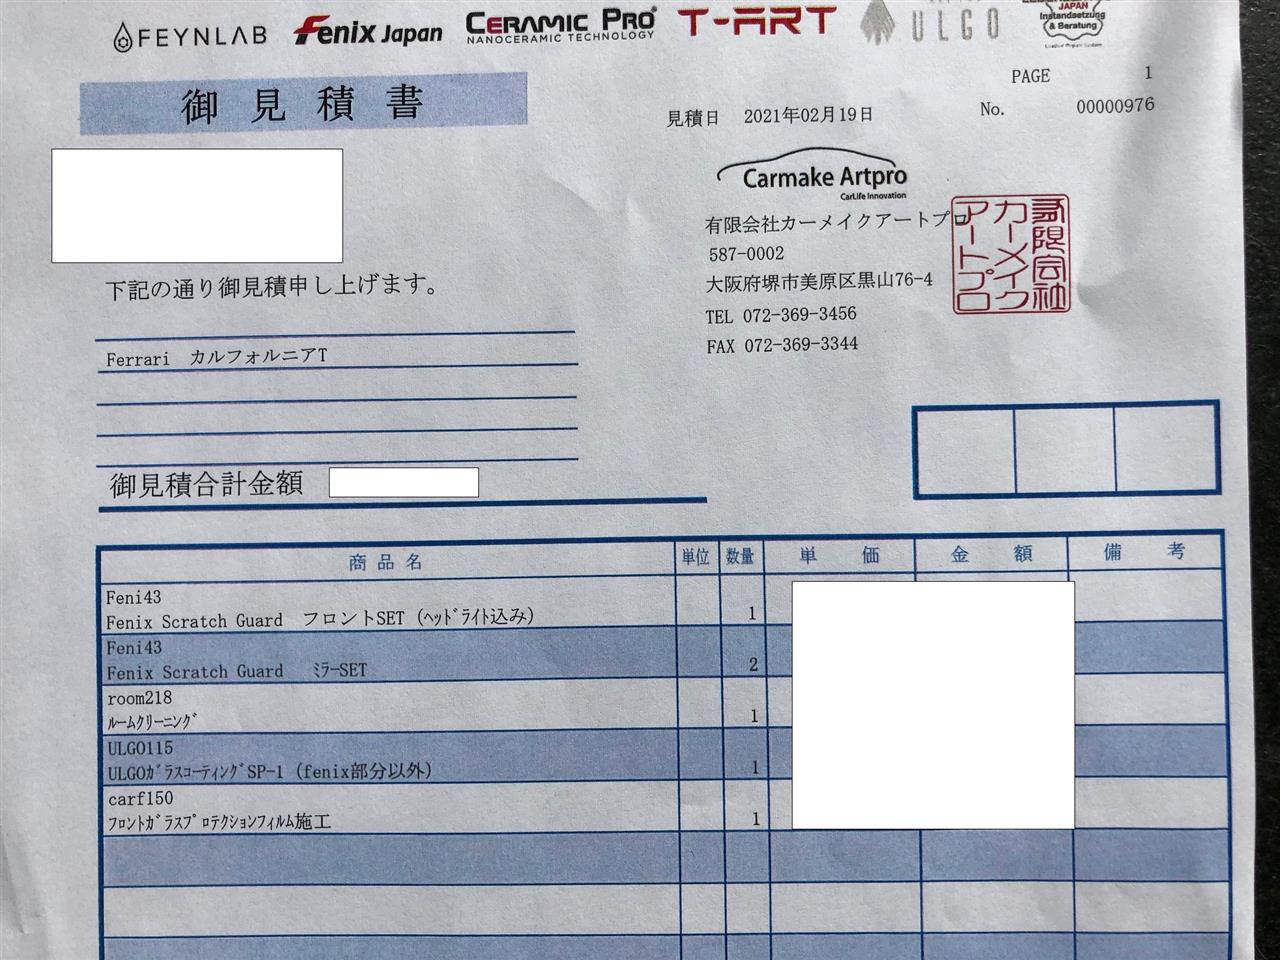 FEYNLAB
Fenix Japan
CERAMIC PRO
NANOCERAMIC TECHNOLOGY
T-ART
ULGO
JAPAN
Instandsetzung
& Beratung
PAGE 1
御見積書
見積日 2021年02月19日
No. 00000976
Carmake Artpro
CarLife Innovation
有限会社カーメイクアートプロ
有限会社
カーメイク
アートプロ
587-0002
大阪府堺市美原区黒山76-4
TEL 072-369-3456
FAX 072-369-3344
下記の通り御見積申し上げます。
Ferrari カルフォルニアT
御見積合計金額
商品名 単位 数量 単価 金額 備考
Feni43
Fenix Scratch Guard フロントSET (ﾍｯﾄﾞﾗｲﾄ込み) 1
Feni43
Fenix Scratch Guard ﾐﾗｰSET 2
room218
ﾙｰﾑｸﾘｰﾆﾝｸﾞ 1
ULGO115
ULGOｶﾞﾗｽｺｰﾃｨﾝｸﾞSP-1 (fenix部分以外) 1
carf150
ﾌﾛﾝﾄｶﾞﾗｽﾌﾟﾛﾃｸｼｮﾝﾌｨﾙﾑ施工 1